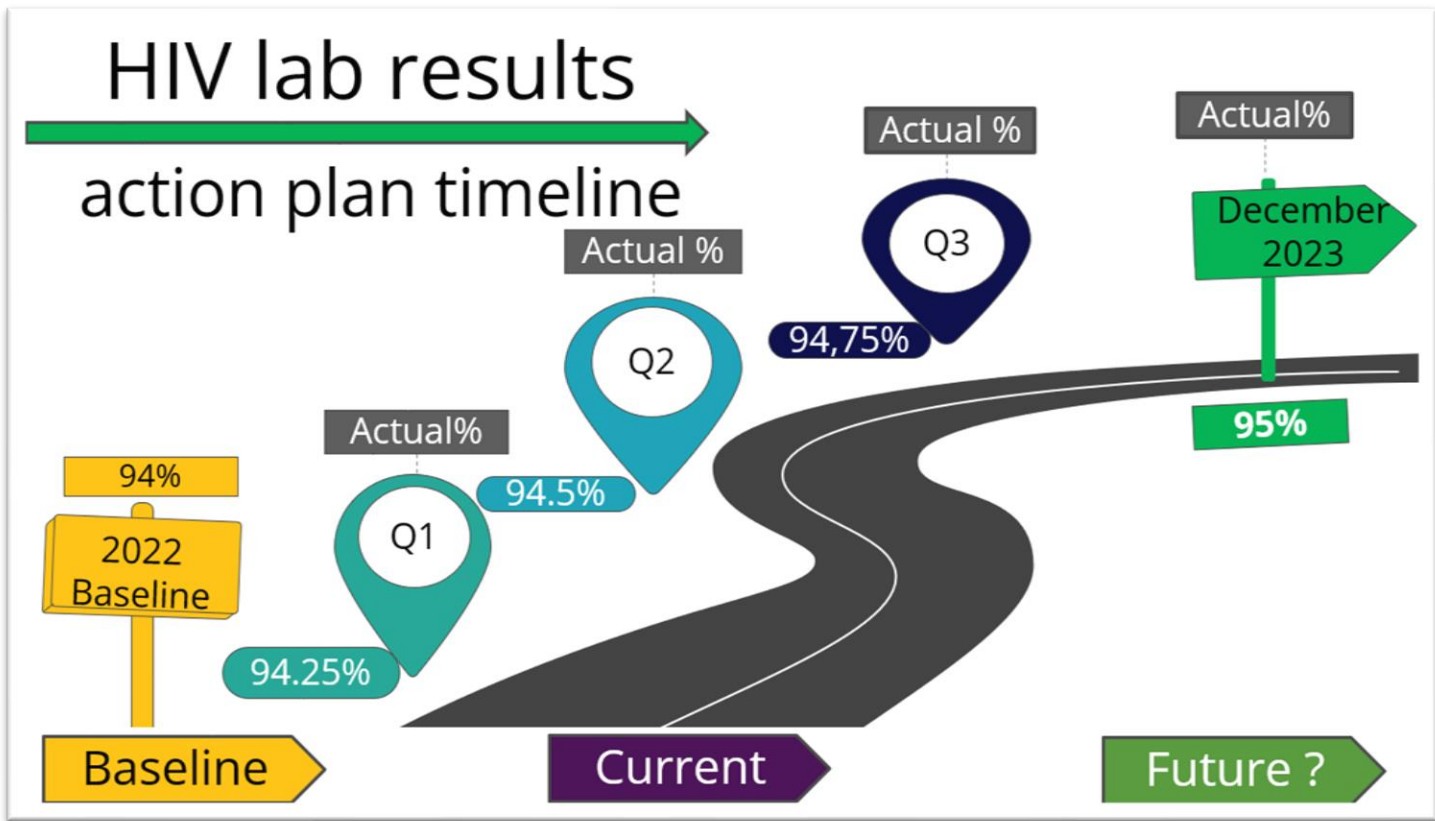 HIV lab results
action plan timeline
Actual %
Actual%
December
2023
Q3
Actual %
94,75%
Q2
95%
Actual%
94%
94.5%
Q1
2022
Baseline
94.25%
Baseline
Current
Future ?